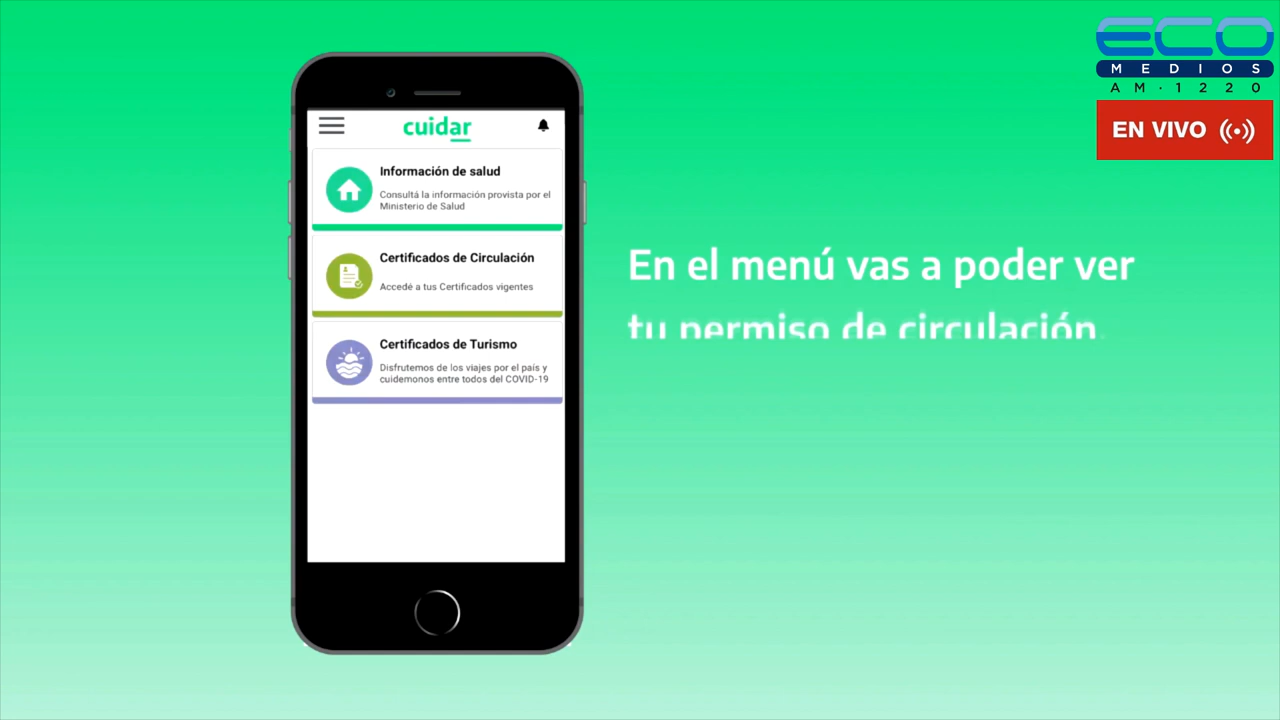 ECO
MEDIOS
AM·1220
EN VIVO
cuidar
Información de salud
Consultá la información provista por el
Ministerio de Salud
Certificados de Circulación
Accedé a tus Certificados vigentes
Certificados de Turismo
Disfrutemos de los viajes por el país y
cuidemonos entre todos del COVID-19
En el menú vas a poder ver
tu permiso de circulación.